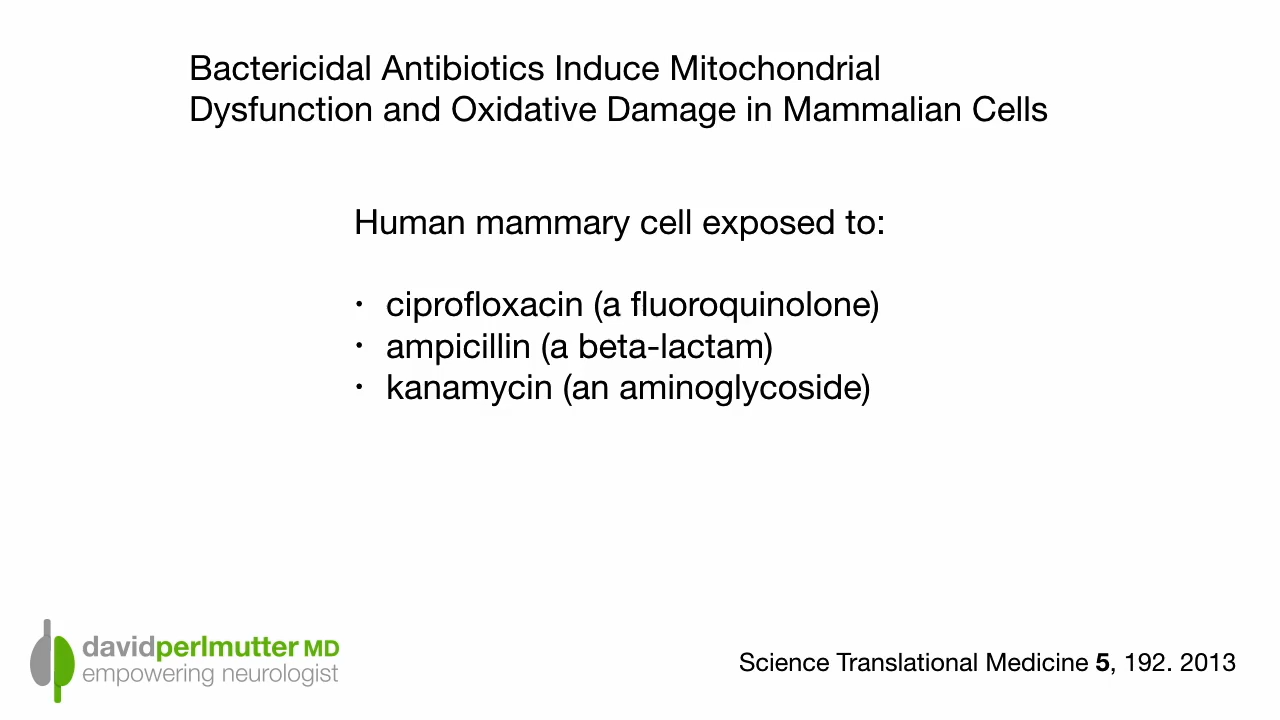 Bactericidal Antibiotics Induce Mitochondrial
Dysfunction and Oxidative Damage in Mammalian Cells
Human mammary cell exposed to:
· ciprofloxacin (a fluoroquinolone)
· ampicillin (a beta-lactam)
· kanamycin (an aminoglycoside)
davidperlmutter MD
empowering neurologist
Science Translational Medicine 5, 192. 2013